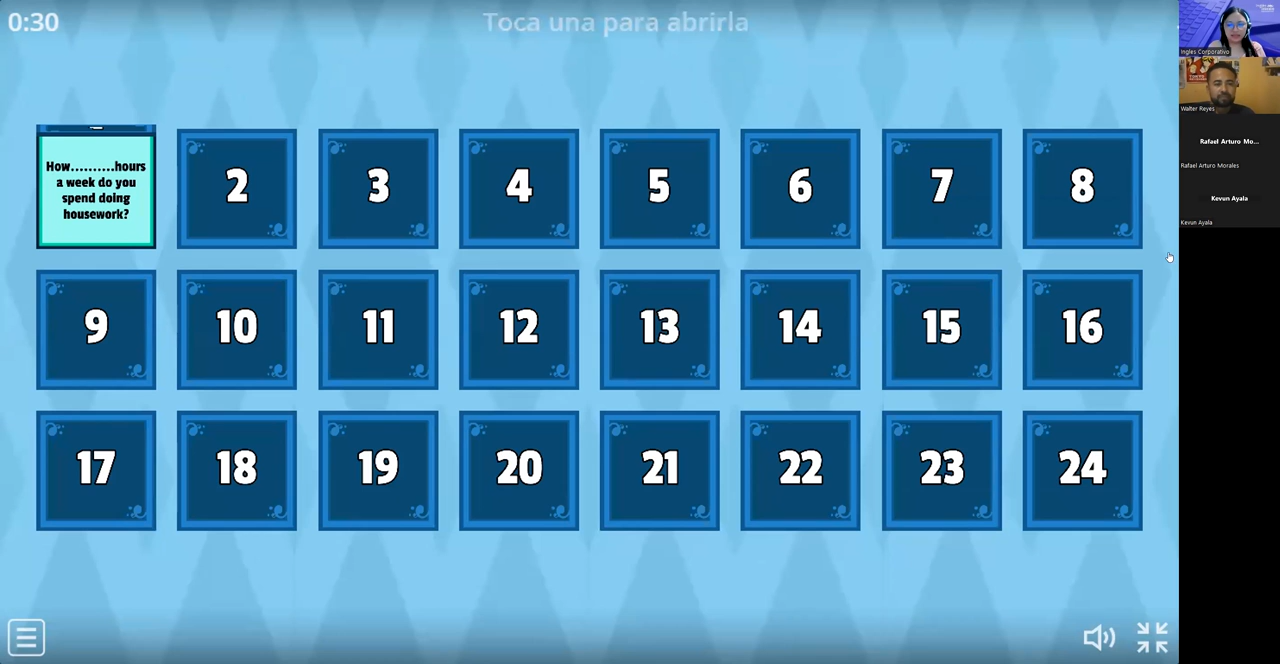 0:30
Toca una para abrirla
How.........hours
a week do you
spend doing
housework?
2
3
4
5
6
7
8
9
10
11
12
13
14
15
16
17
18
19
20
21
22
23
24
Ingles Corporativo
Walter Reyes
Rafael Arturo Mo...
Rafael Arturo Morales
Kevun Ayala
Kevun Ayala